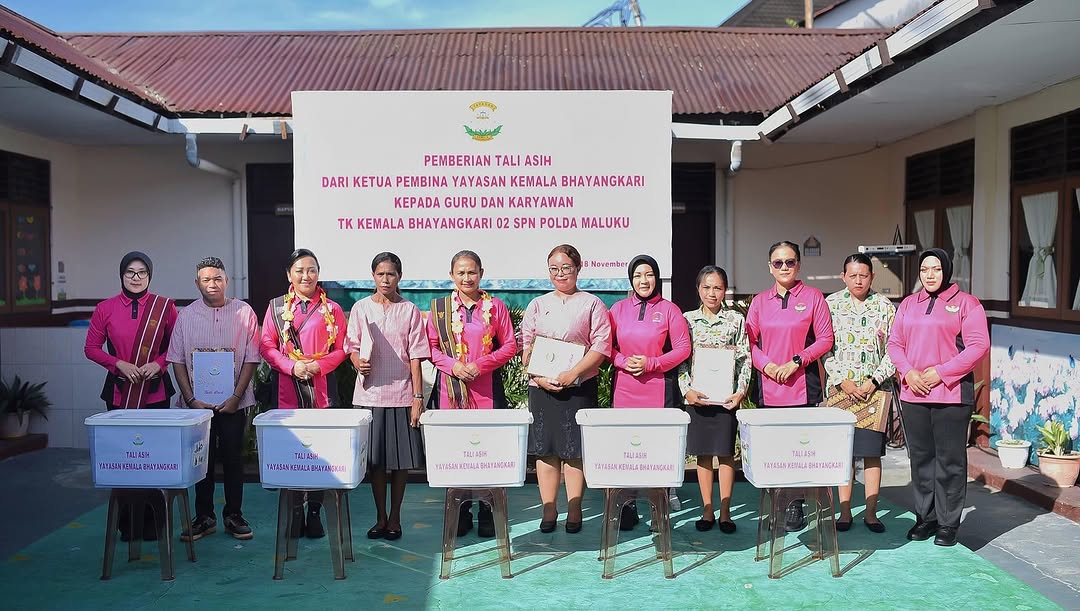 PEMBERIAN TALI ASIH
DARI KETUA PEMBINA YAYASAN KEMALA BHAYANGKARI
KEPADA GURU DAN KARYAWAN
TK KEMALA BHAYANGKARI 02 SPN POLDA MALUKU
18 November
TALI ASIH
YAYASAN KEMALA BHAYANGKARI
TALI ASIH
YAYASAN KEMALA BHAYANGKARI
TALI ASIH
YAYASAN KEMALA BHAYANGKARI
TALI ASIH
YAYASAN KEMALA BHAYANGKARI
TALI ASIH
YAYASAN KEMALA BHAYANGKARI